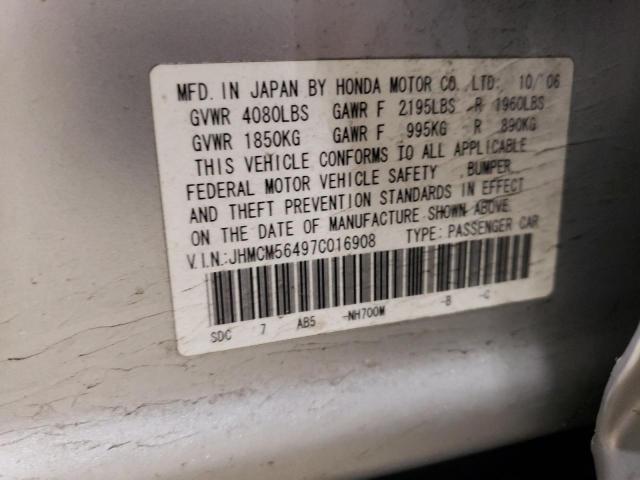 MFD. IN JAPAN BY HONDA MOTOR CO. LTD: 10/ 06
GVWR 4080LBS GAWR F 2195LBS R 1960LBS
GVWR 1850KG GAWR F 995KG R 890KG
THIS VEHICLE CONFORMS TO ALL APPLICABLE
FEDERAL MOTOR VEHICLE SAFETY BUMPER
AND THEFT PREVENTION STANDARDS IN EFFECT
ON THE DATE OF MANUFACTURE SHOWN ABOVE.
V.I.N.:JHMCM56497C016908 TYPE: PASSENGER CAR
SDC 7 AB5 -NH700M -B -C